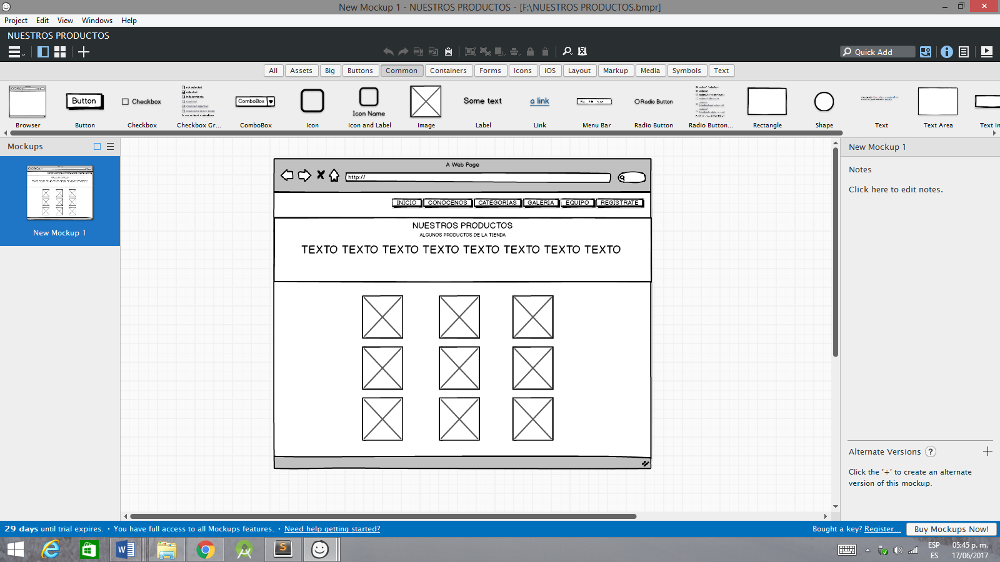 New Mockup 1 - NUESTROS PRODUCTOS - [F:\NUESTROS PRODUCTOS.bmpr]
Project Edit View Windows Help
NUESTROS PRODUCTOS
Quick Add
All Assets Big Buttons Common Containers Forms Icons iOS Layout Markup Media Symbols Text
Button
Checkbox
ComboBox
Icon Name
Some text
a link
Radio Button
Browser Button Checkbox Checkbox Gr... ComboBox Icon Icon and Label Image Label Link Menu Bar Radio Button Radio Button... Rectangle Shape Text Text Area Text In
Mockups
New Mockup 1
A Web Page
http://
INICIO CONOCENOS CATEGORIAS GALERIA EQUIPO REGISTRATE
NUESTROS PRODUCTOS
ALGUNOS PRODUCTOS DE LA TIENDA
TEXTO TEXTO TEXTO TEXTO TEXTO TEXTO TEXTO TEXTO
New Mockup 1
Notes
Click here to edit notes.
Alternate Versions ?
Click the '+' to create an alternate
version of this mockup.
29 days until trial expires. · You have full access to all Mockups features. · Need help getting started?
Bought a key? Register... Buy Mockups Now!
ESP
ES
05:45 p. m.
17/06/2017